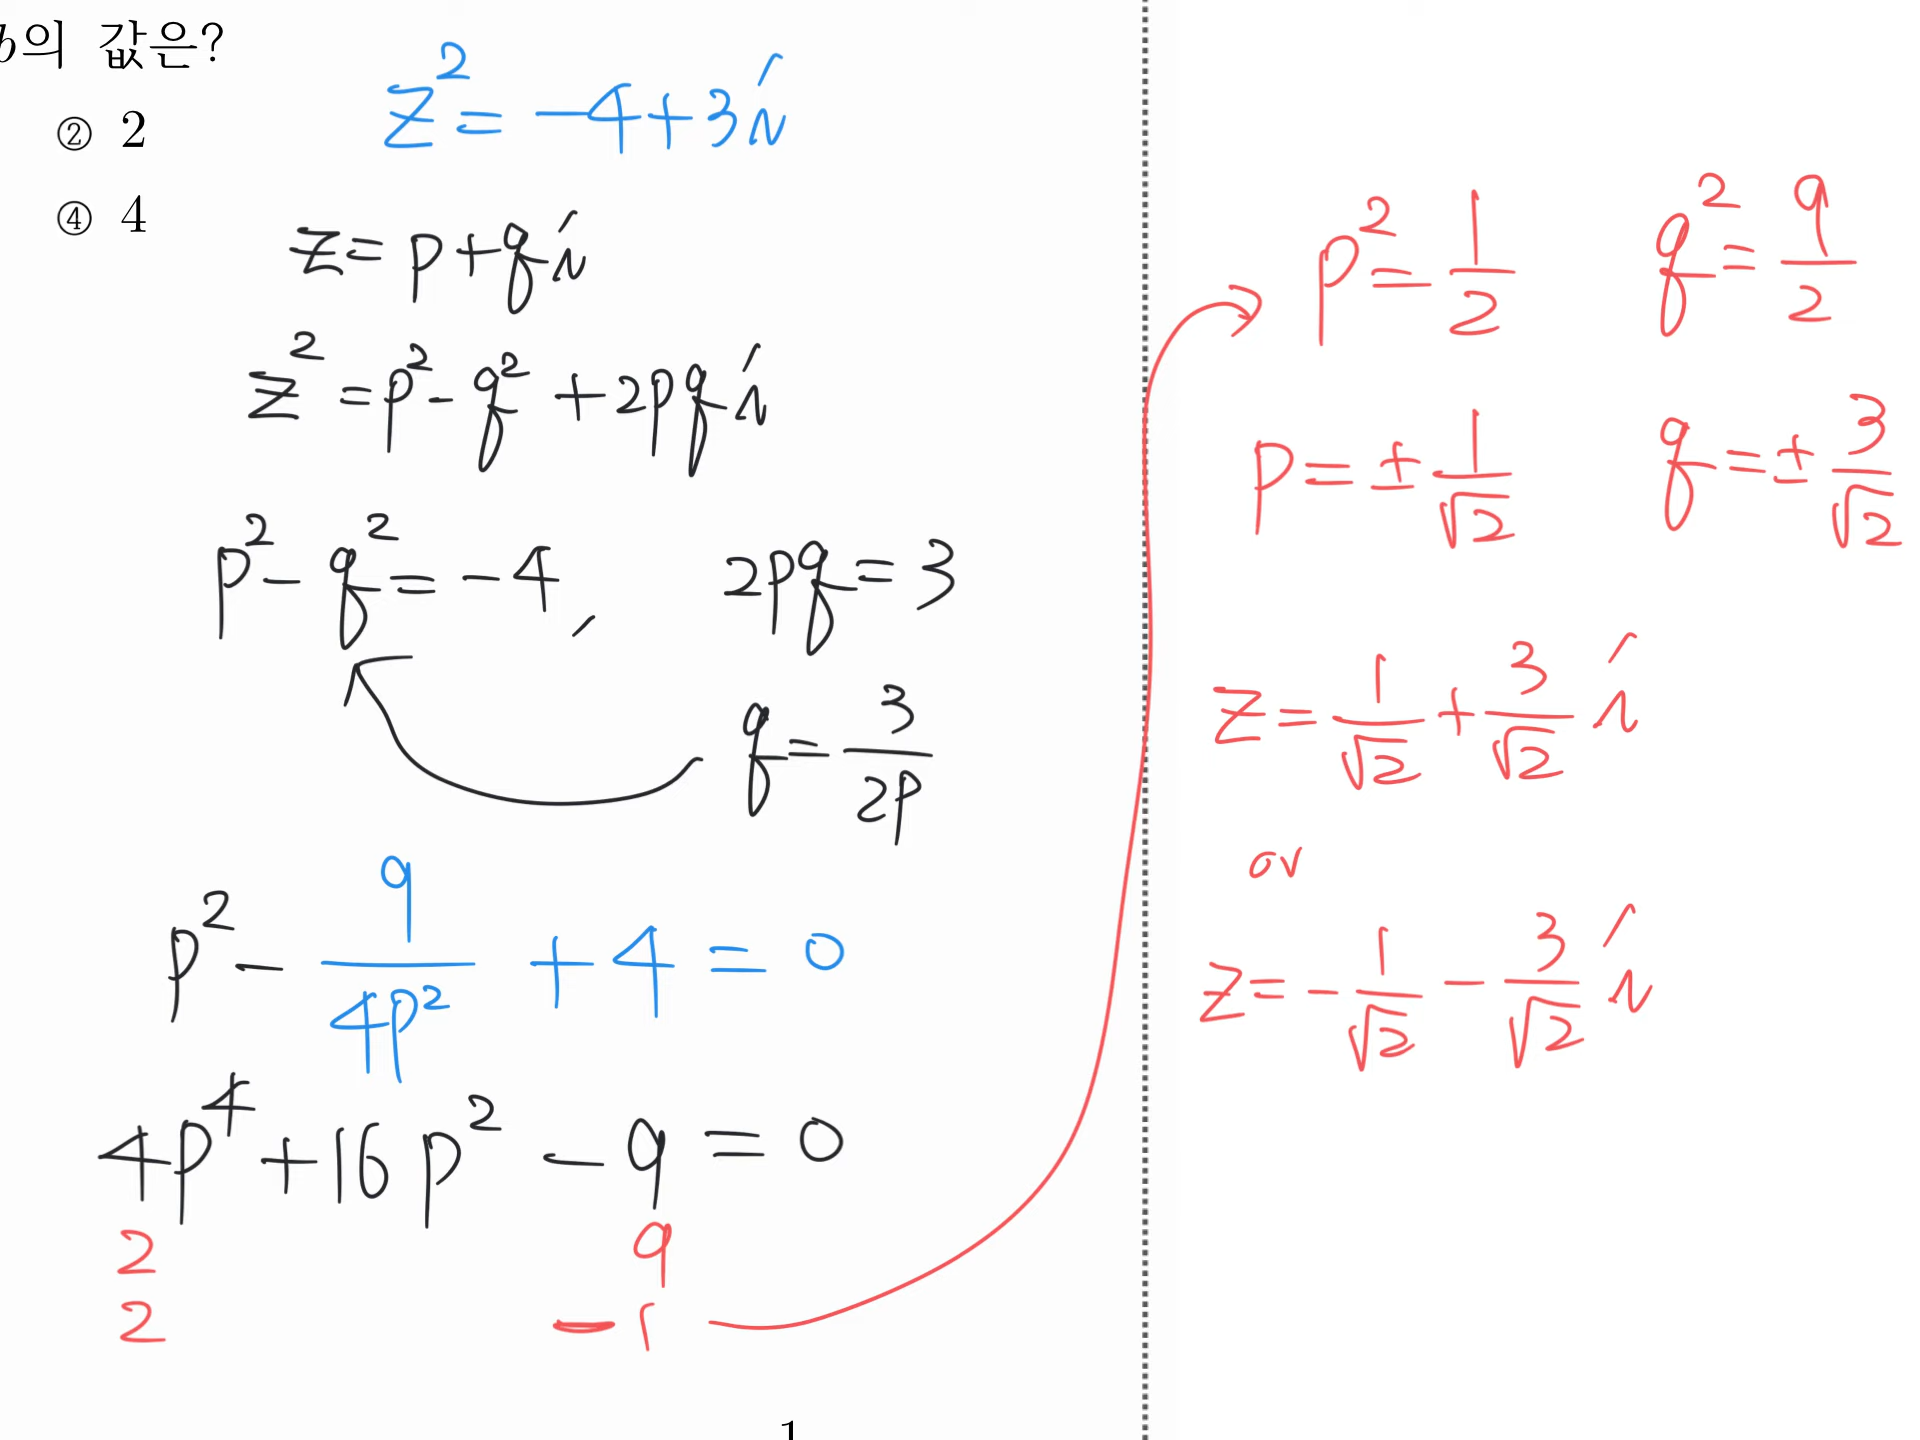 b의 값은?
② 2
④ 4
z² = -4+3i
z = p+qi
z² = p² - q² + 2pqi
p² - q² = -4, 2pq = 3
q = 3/2p
p² - 9/4p² + 4 = 0
4p⁴ + 16p² - 9 = 0
2 9
2 -1
1
p² = 1/2 q² = 9/2
p = ± 1/√2 q = ± 3/√2
z = 1/√2 + 3/√2 i
or
z = - 1/√2 - 3/√2 i